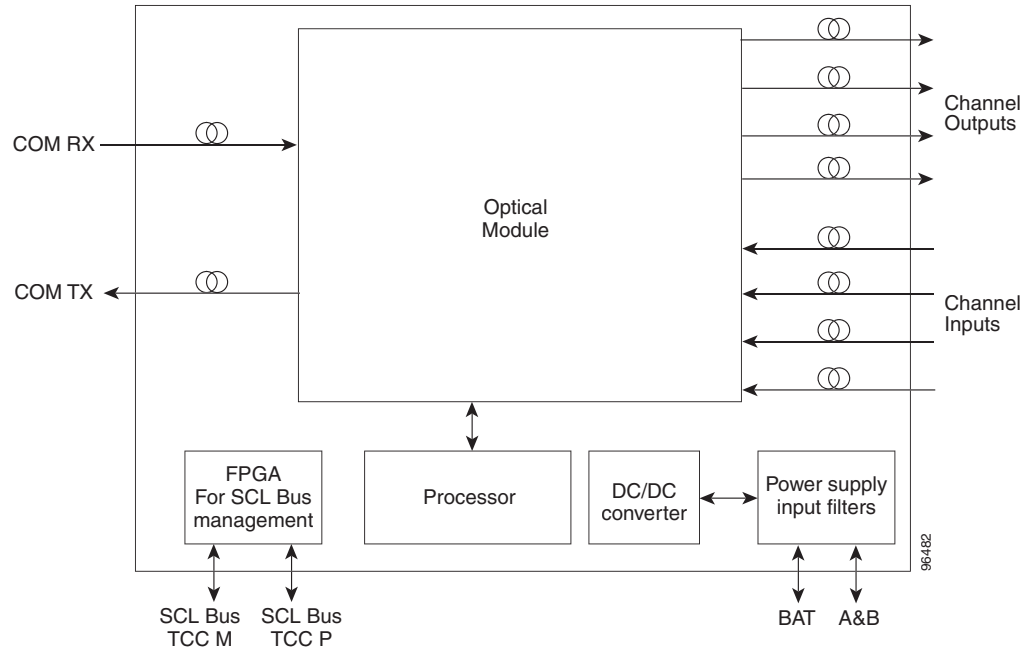 Channel
Outputs
COM RX
Optical
Module
COM TX
Channel
Inputs
FPGA
For SCL Bus
management
Processor
DC/DC
converter
Power supply
input filters
96482
SCL Bus
TCC M
SCL Bus
TCC P
BAT
A&B